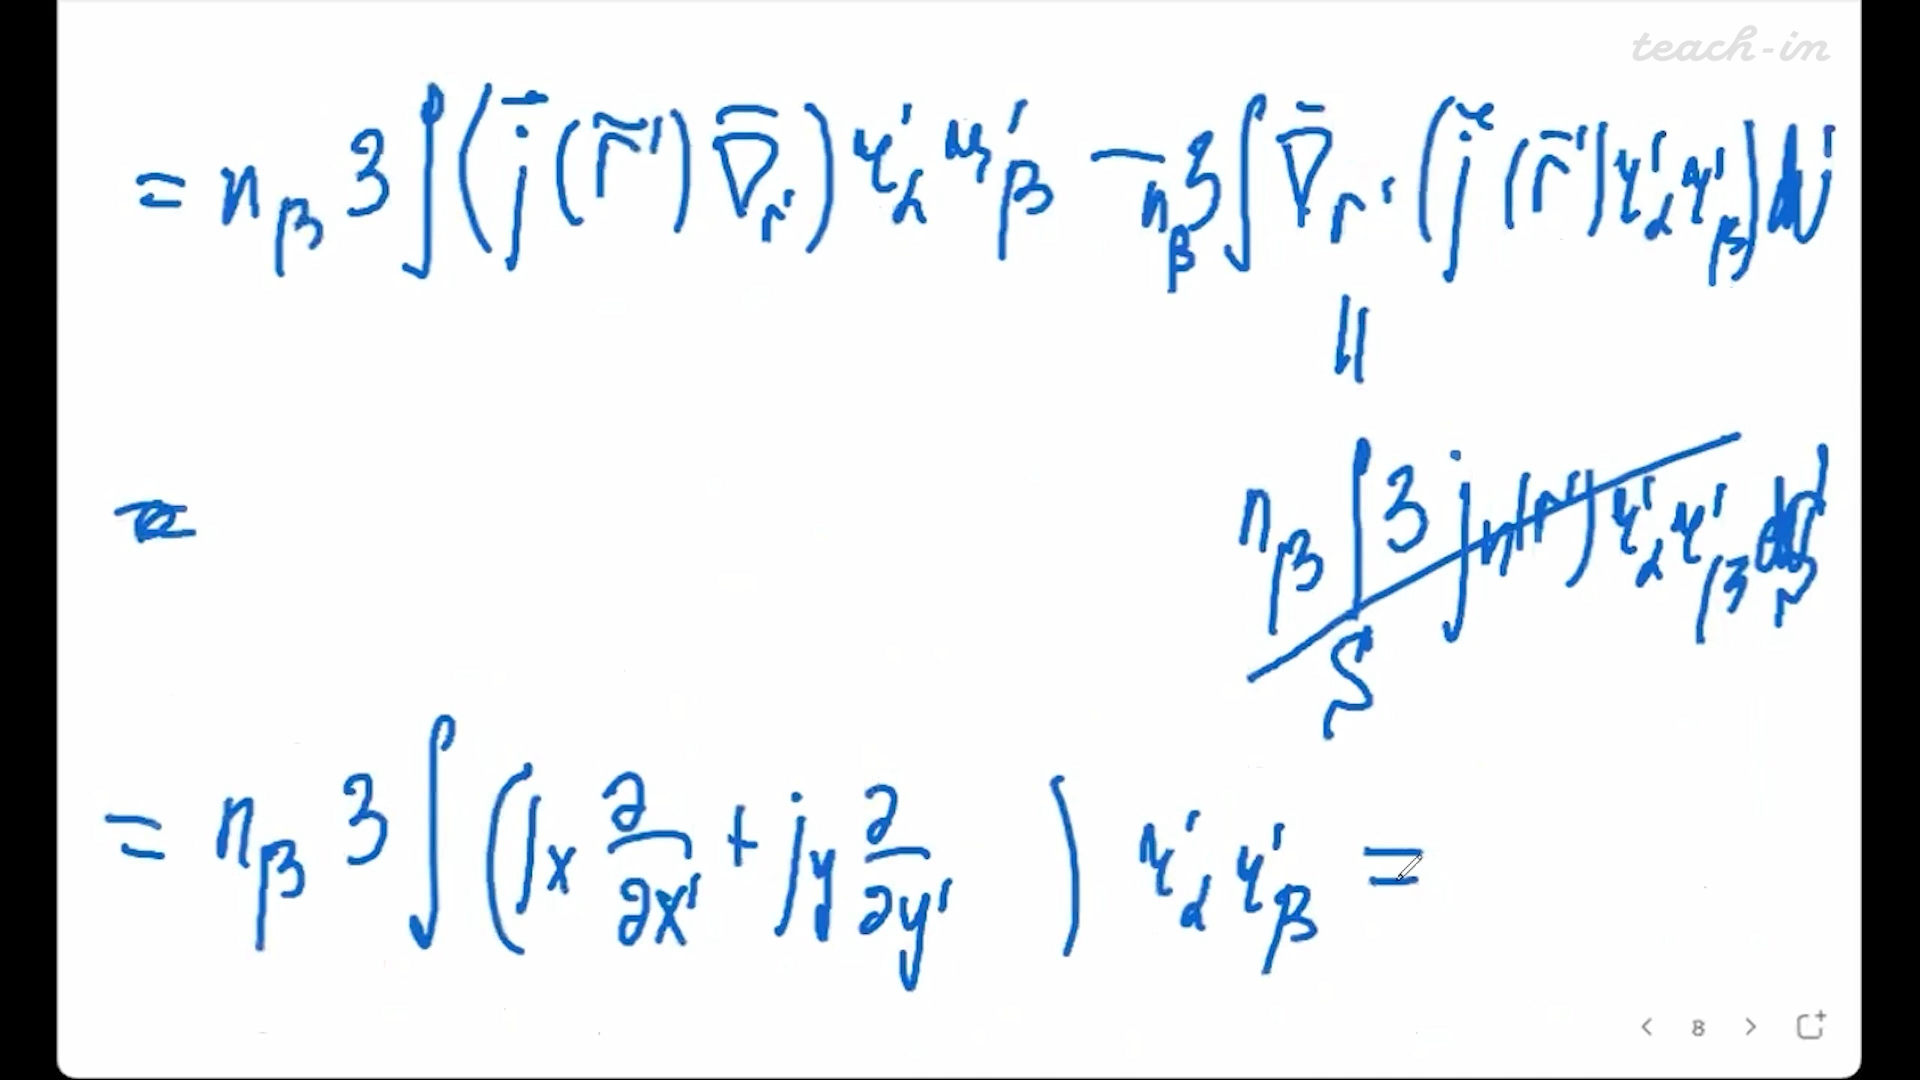 teach-in
= n_β 3 ∫ (j⃗(r̄') ∇̄_r') r'_α r'_β − n_β 3 ∫ ∇̄_r' (j⃗(r̄') r'_α r'_β) dV'
||
n_β ∫_S 3 j_n(r') r'_α r'_β dS'
= n_β 3 ∫ (j_x ∂/∂x' + j_y ∂/∂y' ) r'_α r'_β =
8